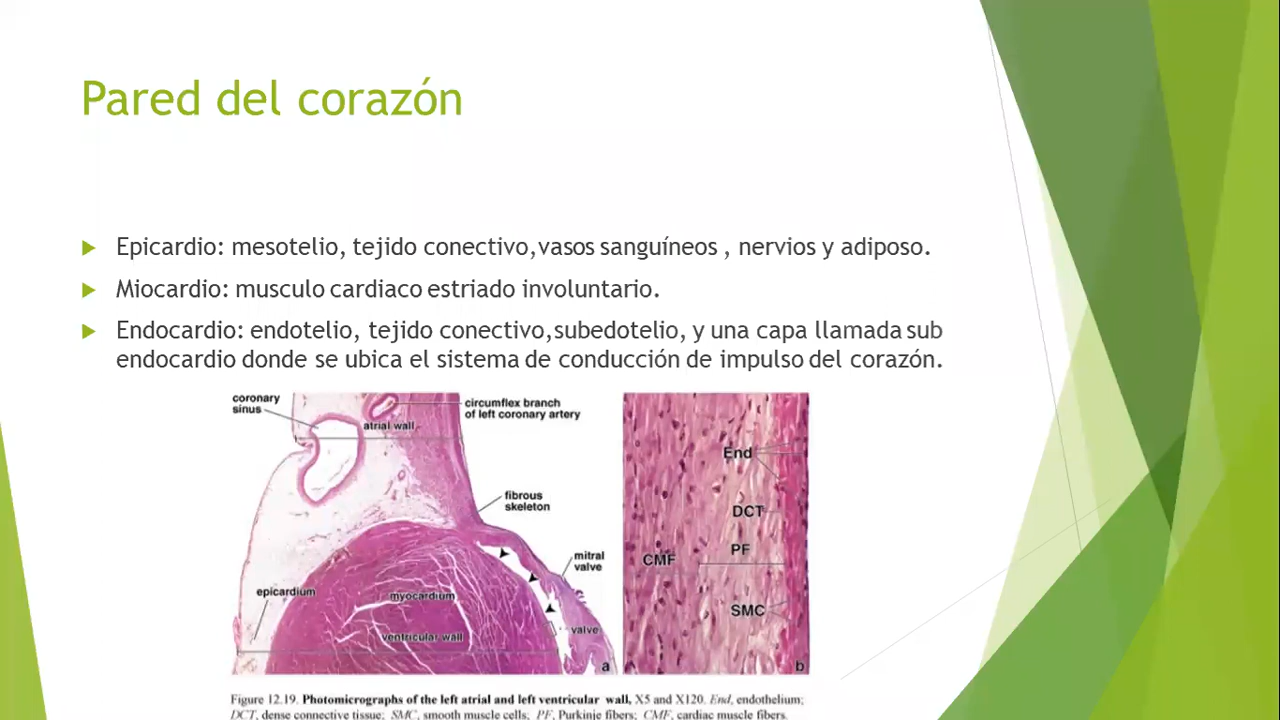 Pared del corazón
Epicardio: mesotelio, tejido conectivo,vasos sanguíneos , nervios y adiposo.
Miocardio: musculo cardiaco estriado involuntario.
Endocardio: endotelio, tejido conectivo,subedotelio, y una capa llamada sub
endocardio donde se ubica el sistema de conducción de impulso del corazón.
coronary
sinus
circumflex branch
of left coronary artery
atrial wall
fibrous
skeleton
mitral
valve
epicardium
myocardium
valve
ventricular wall
a
End
DCT
PF
CMF
SMC
b
Figure 12.19. Photomicrographs of the left atrial and left ventricular wall, X5 and X120. End, endothelium;
DCT, dense connective tissue; SMC, smooth muscle cells; PF, Purkinje fibers; CMF, cardiac muscle fibers.